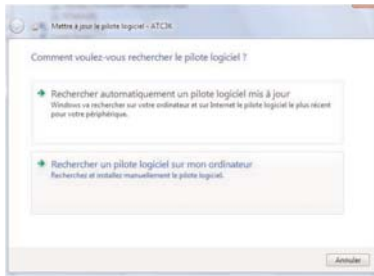 Mettre à jour le pilote logiciel - ATC3K
Comment voulez-vous rechercher le pilote logiciel ?
Rechercher automatiquement un pilote logiciel mis à jour
Windows va rechercher sur votre ordinateur et sur Internet le pilote logiciel le plus récent
pour votre périphérique.
Rechercher un pilote logiciel sur mon ordinateur
Recherchez et installez manuellement le pilote logiciel.
Annuler